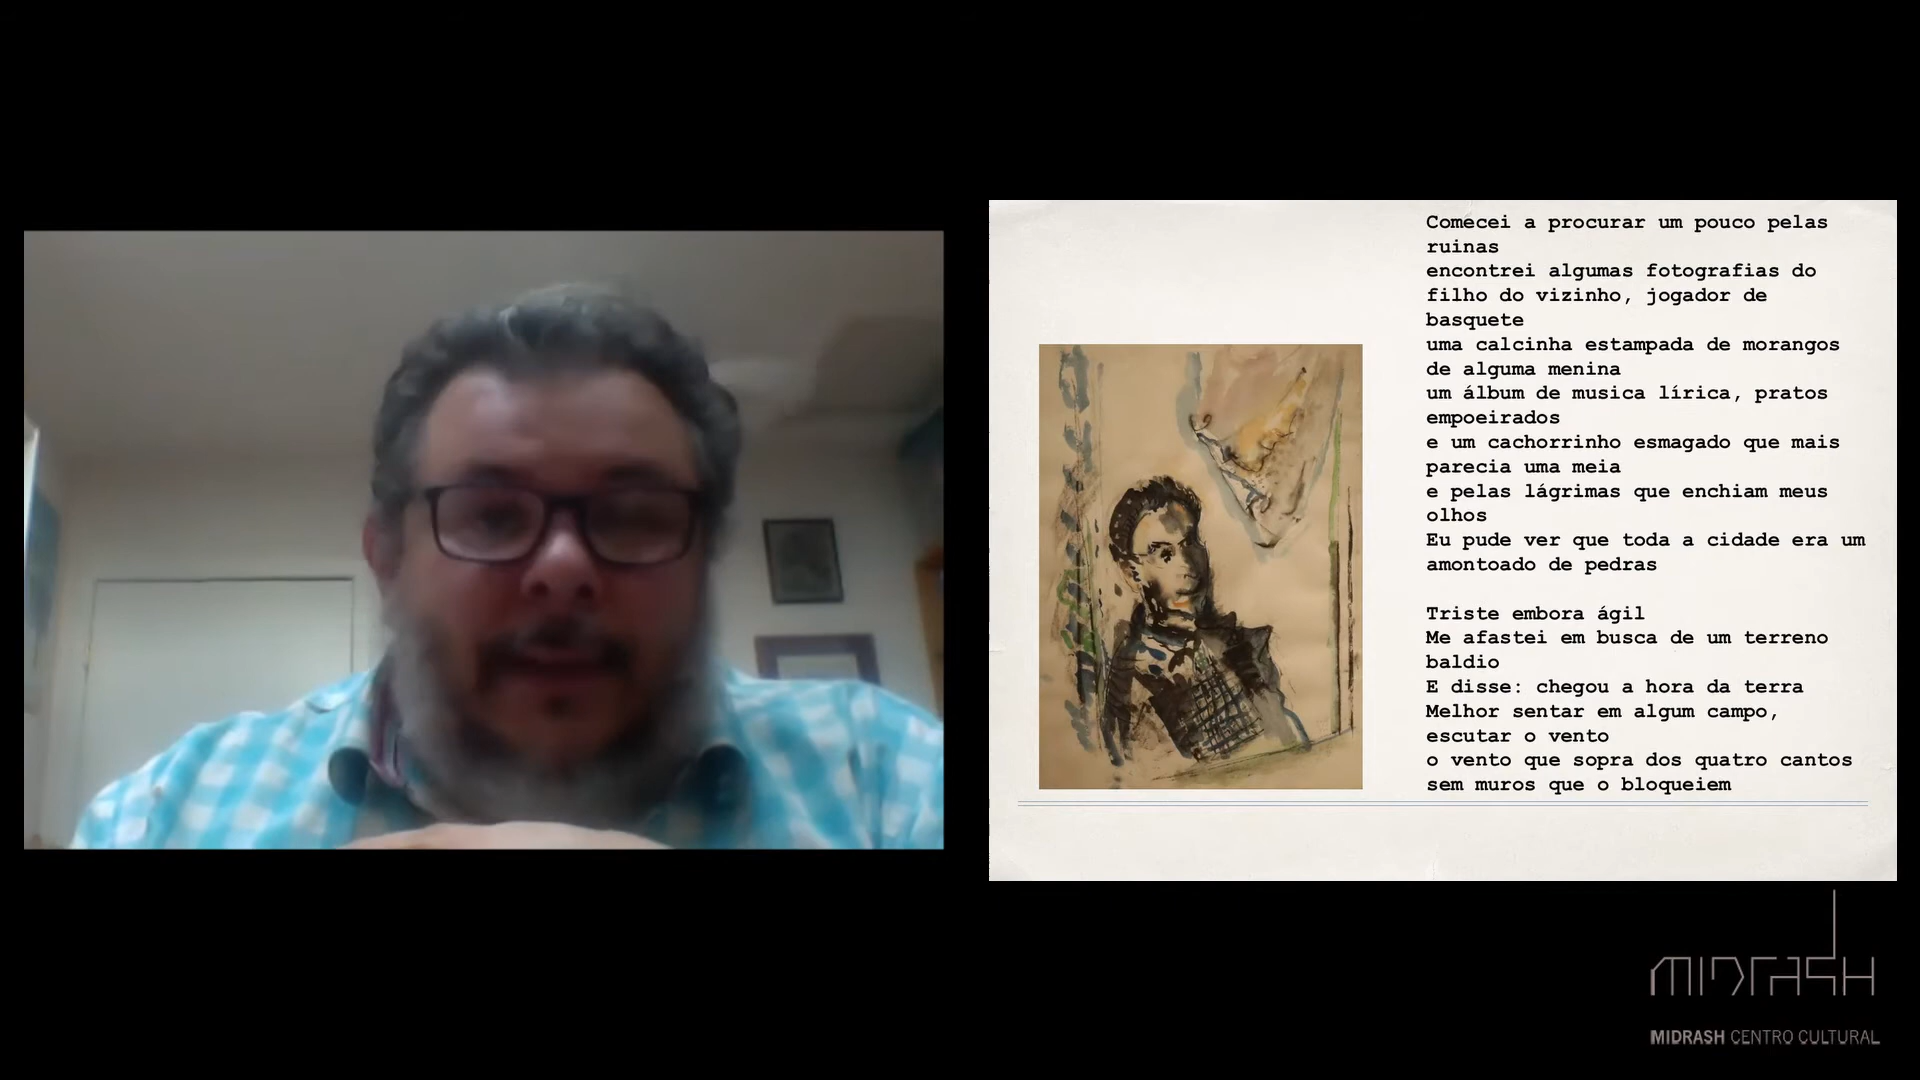 Comecei a procurar um pouco pelas
ruinas
encontrei algumas fotografias do
filho do vizinho, jogador de
basquete
uma calcinha estampada de morangos
de alguma menina
um álbum de musica lírica, pratos
empoeirados
e um cachorrinho esmagado que mais
parecia uma meia
e pelas lágrimas que enchiam meus
olhos
Eu pude ver que toda a cidade era um
amontoado de pedras
Triste embora ágil
Me afastei em busca de um terreno
baldio
E disse: chegou a hora da terra
Melhor sentar em algum campo,
escutar o vento
o vento que sopra dos quatro cantos
sem muros que o bloqueiem
MIDRASH
MIDRASH CENTRO CULTURAL